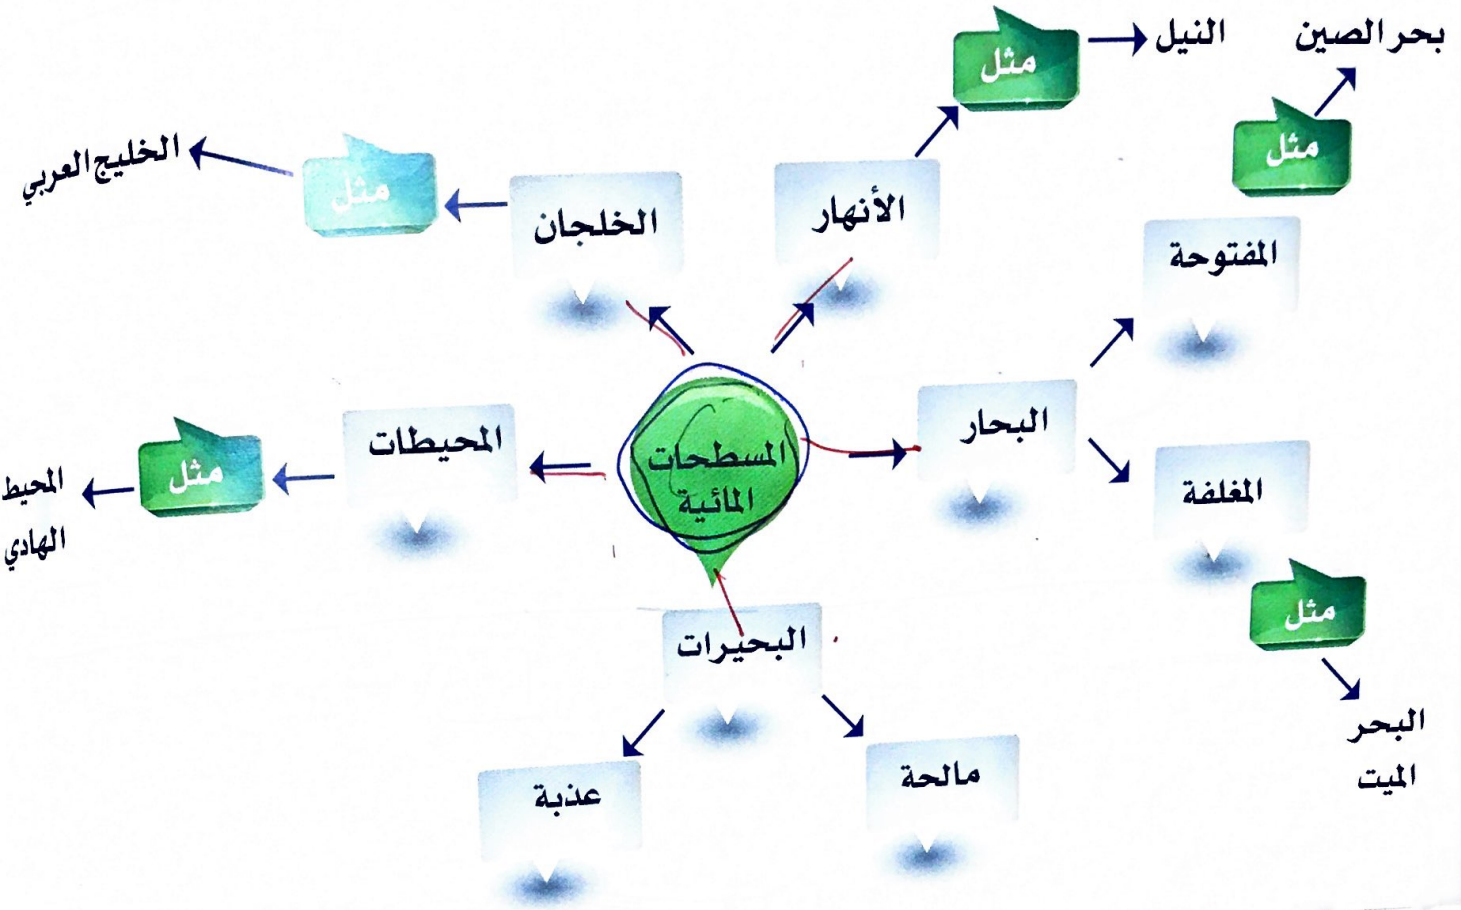 بحر الصين
النيل
مثل
مثل
الخليج العربي
مثل
الأنهار
الخلجان
المفتوحة
البحار
المحيطات
المسطحات
المائية
مثل
المحيط
الهادي
المغلفة
مثل
البحيرات
البحر
الميت
مالحة
عذبة